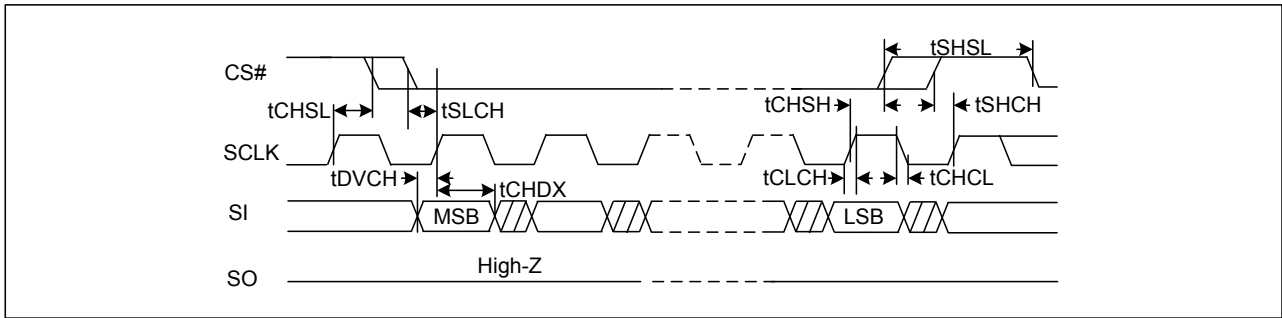 tSHSL
CS#
tCHSL
tSLCH
tCHSH
tSHCH
SCLK
tDVCH
tCHDX
tCLCH
tCHCL
SI
MSB
LSB
High-Z
SO